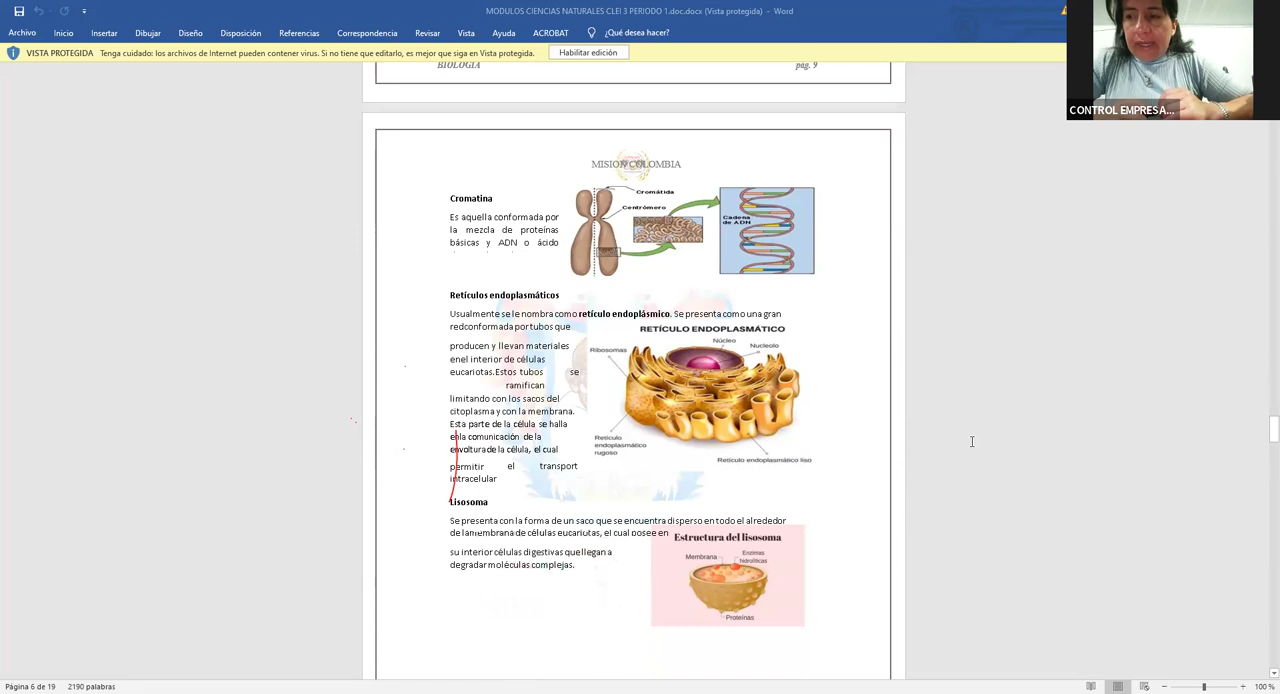 MODULOS CIENCIAS NATURALES CLEI 3 PERIODO 1.doc.docx (Vista protegida) - Word
Archivo Inicio Insertar Dibujar Diseño Disposición Referencias Correspondencia Revisar Vista Ayuda ACROBAT ¿Qué desea hacer?
VISTA PROTEGIDA Tenga cuidado: los archivos de Internet pueden contener virus. Si no tiene que editarlo, es mejor que siga en Vista protegida. Habilitar edición
CONTROL EMPRESA...
BIOLOGIA pág. 9
MISION COLOMBIA
Cromatina
Es aquella conformada por
la mezcla de proteínas
básicas y ADN o ácido
Cromátida
Centrómero
Cadena
de ADN
Retículos endoplasmáticos
Usualmente se le nombra como retículo endoplásmico. Se presenta como una gran
redconformada por tubos que
producen y llevan materiales
enel interior de células
eucariotas.Estos tubos se
ramifican
limitando con los sacos del
citoplasma y con la membrana.
Esta parte de la célula se halla
enla comunicación de la
envoltura de la célula, el cual
permitir el transport
intracelular
RETÍCULO ENDOPLASMÁTICO
Núcleo
Ribosomas
Nucleolo
Retículo
endoplasmático
rugoso
Retículo endoplasmático liso
Lisosoma
Se presenta con la forma de un saco que se encuentra disperso en todo el alrededor
de lamembrana de células eucariotas, el cual posee en
su interior células digestivas quellegan a
degradar moléculas complejas.
Estructura del lisosoma
Membrana
Enzimas
hidrolíticas
Proteínas
Página 6 de 19 2190 palabras 100 %